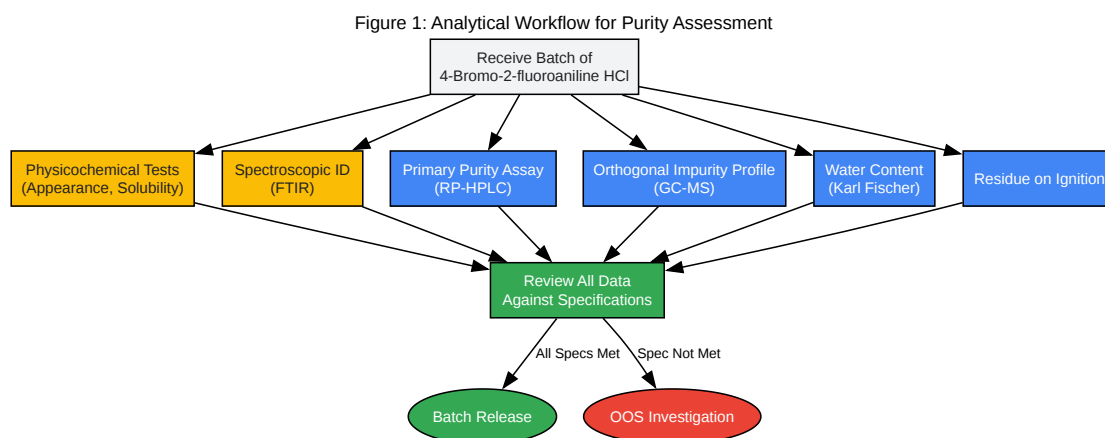 Figure 1: Analytical Workflow for Purity Assessment
Receive Batch of
4-Bromo-2-fluoroaniline HCl
Physicochemical Tests
(Appearance, Solubility)
Spectroscopic ID
(FTIR)
Primary Purity Assay
(RP-HPLC)
Orthogonal Impurity Profile
(GC-MS)
Water Content
(Karl Fischer)
Residue on Ignition
Review All Data
Against Specifications
All Specs Met
Spec Not Met
Batch Release
OOS Investigation